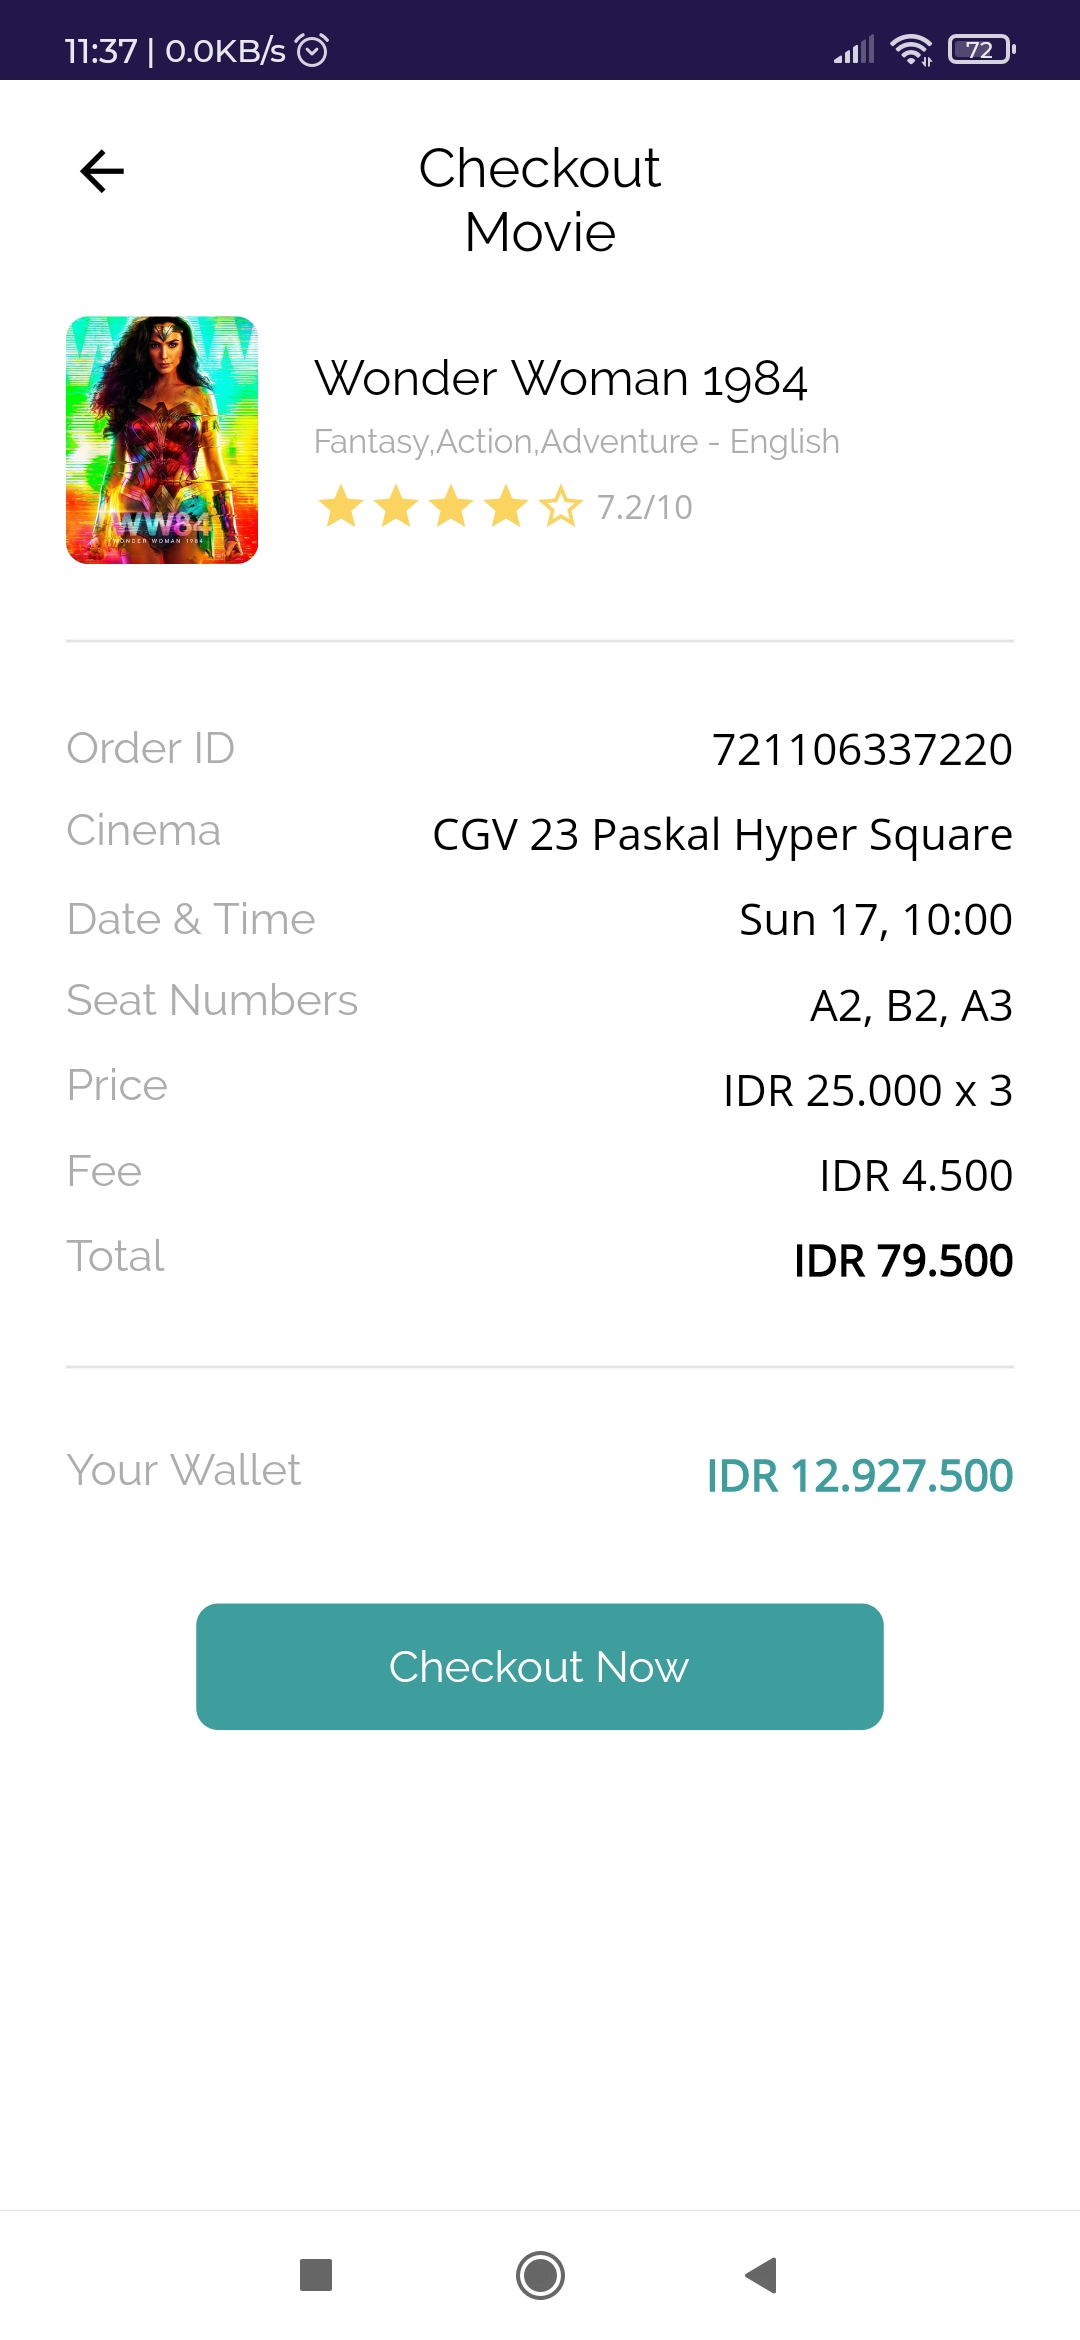 11:37 | 0.0KB/s
72
Checkout
Movie
WW84
WONDER WOMAN 1984
Wonder Woman 1984
Fantasy,Action,Adventure - English
7.2/10
Order ID 721106337220
Cinema CGV 23 Paskal Hyper Square
Date & Time Sun 17, 10:00
Seat Numbers A2, B2, A3
Price IDR 25.000 x 3
Fee IDR 4.500
Total IDR 79.500
Your Wallet IDR 12.927.500
Checkout Now